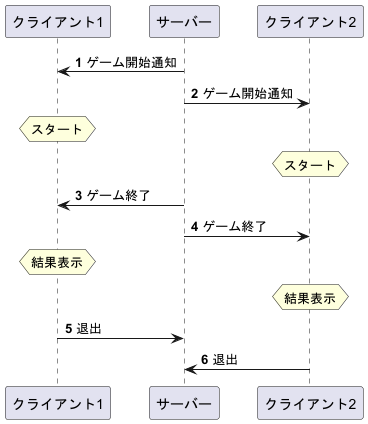 クライアント1 サーバー クライアント2
1 ゲーム開始通知
2 ゲーム開始通知
スタート
スタート
3 ゲーム終了
4 ゲーム終了
結果表示
結果表示
5 退出
6 退出
クライアント1 サーバー クライアント2